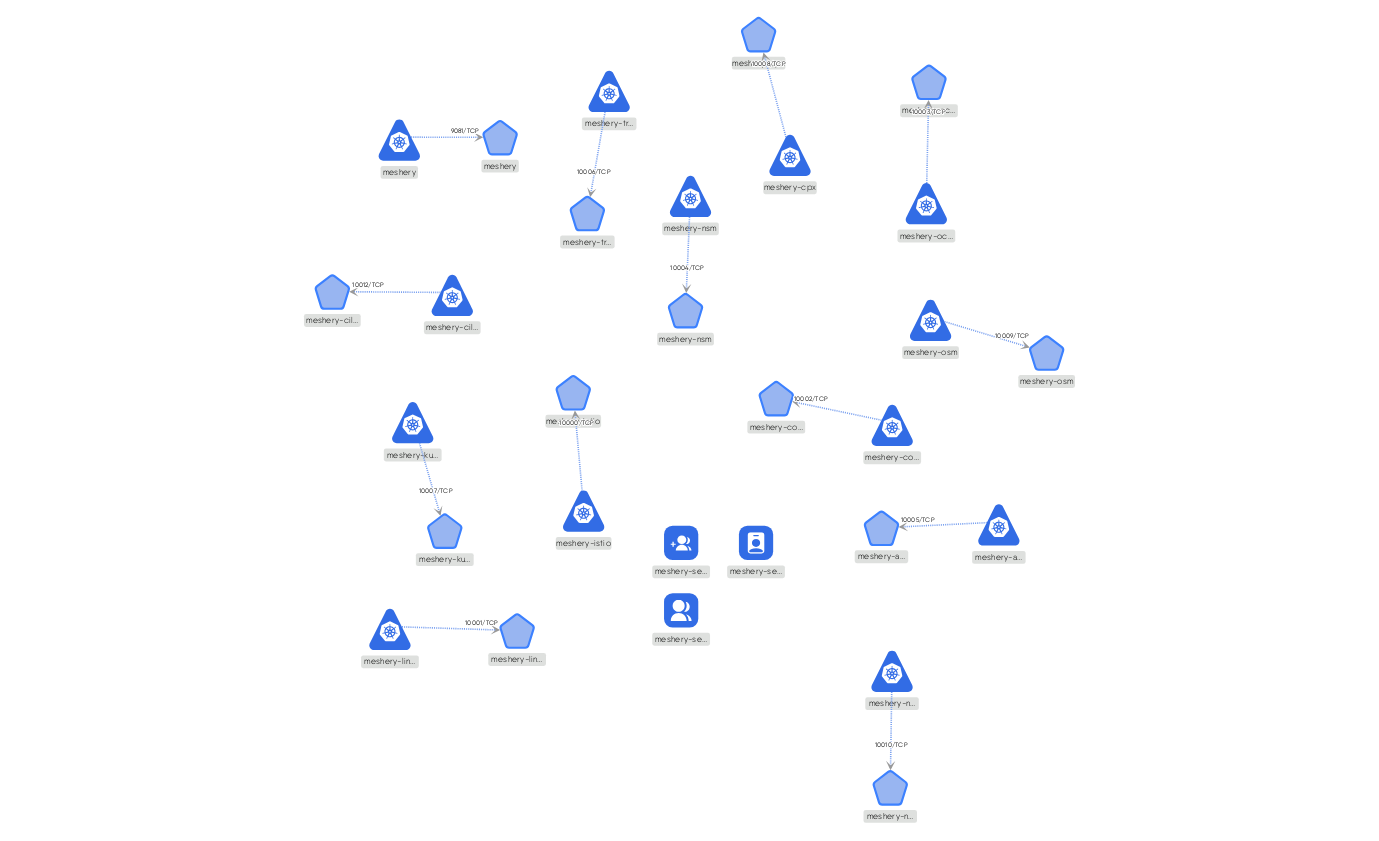 10008/TCP
meshery-tr...
10003/TCP
9081/TCP
meshery
meshery
10006/TCP
meshery-cpx
meshery-nsm
meshery-tr...
meshery-oc...
10004/TCP
10012/TCP
meshery-cil...
meshery-cil...
meshery-nsm
10009/TCP
meshery-osm
meshery-osm
10002/TCP
10000/TCP
meshery-co...
meshery-ku...
meshery-co...
10007/TCP
10005/TCP
meshery-istio
meshery-a...
meshery-a...
meshery-ku...
meshery-se...
meshery-se...
10001/TCP
meshery-se...
meshery-lin...
meshery-lin...
meshery-n...
10010/TCP
meshery-n...